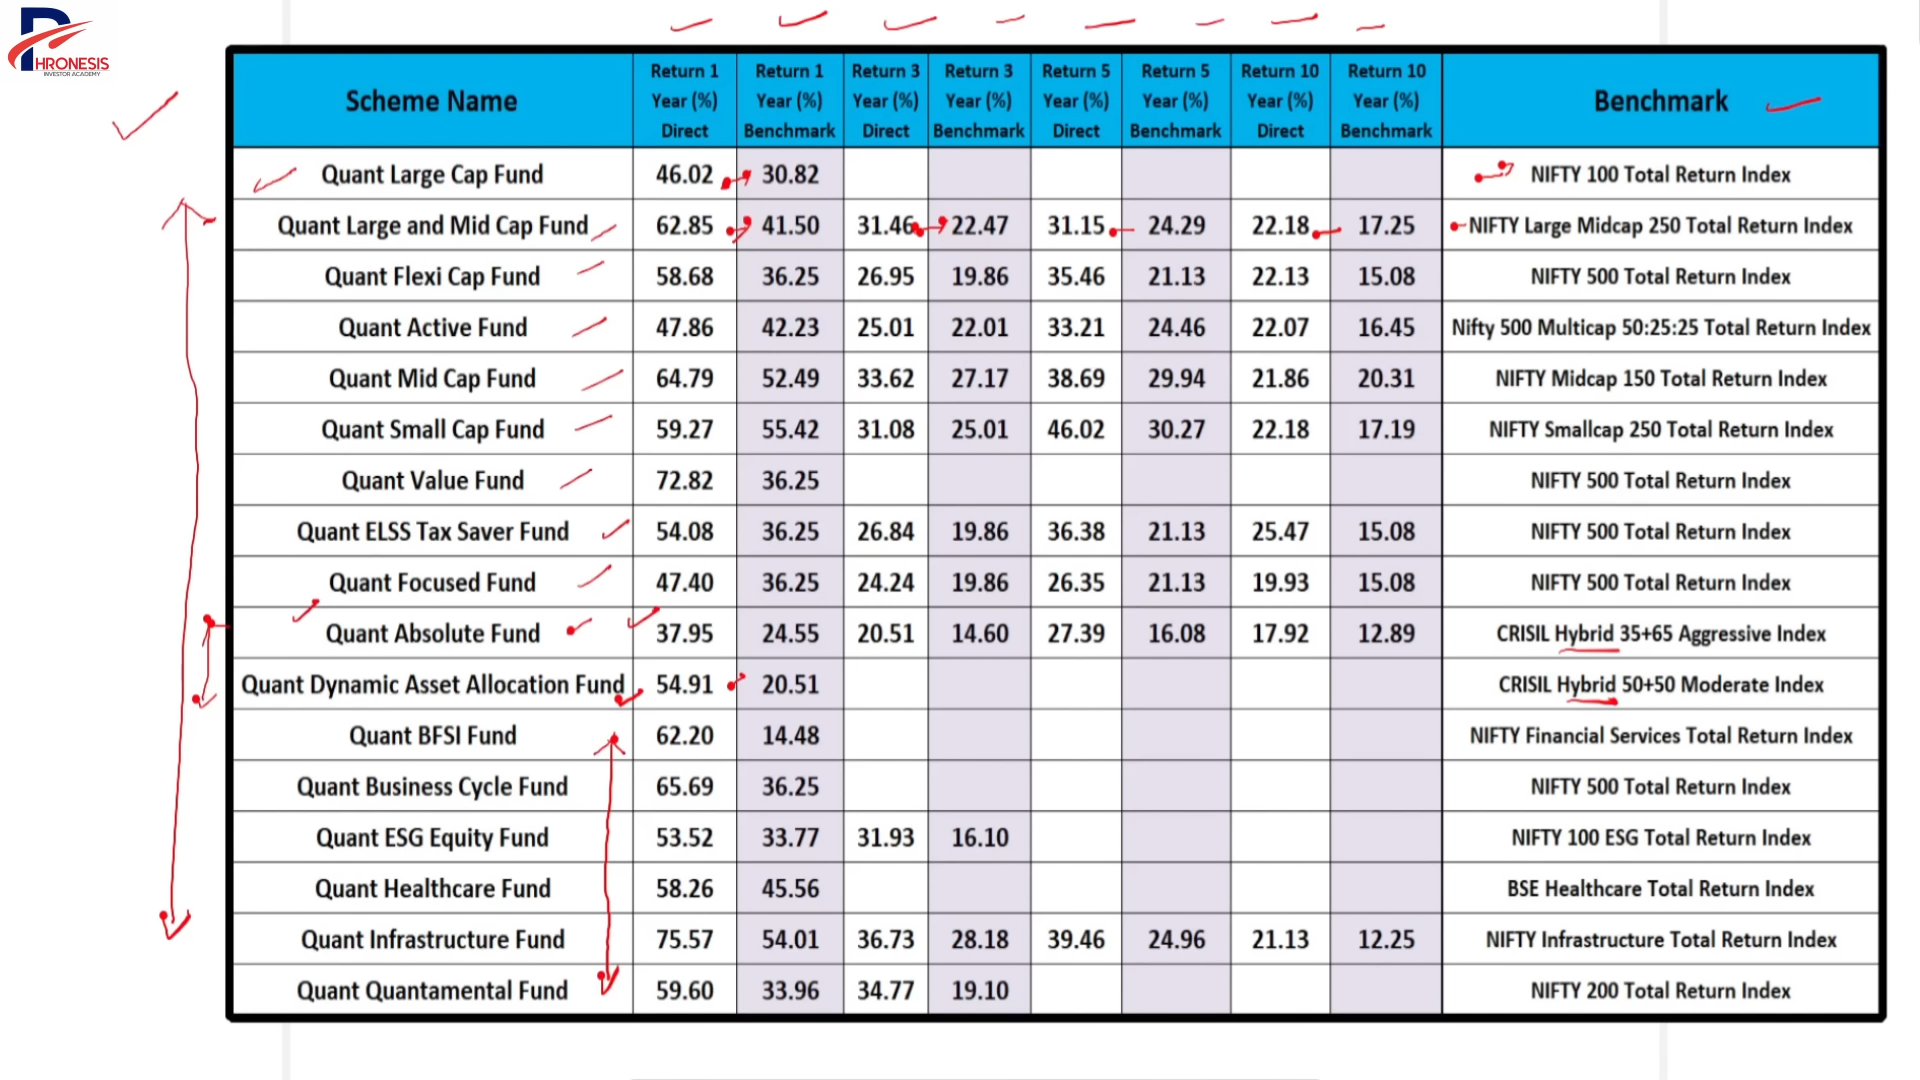 PHRONESIS
INVESTOR ACADEMY
Scheme Name Return 1 Year (%) Direct Return 1 Year (%) Benchmark Return 3 Year (%) Direct Return 3 Year (%) Benchmark Return 5 Year (%) Direct Return 5 Year (%) Benchmark Return 10 Year (%) Direct Return 10 Year (%) Benchmark Benchmark
Quant Large Cap Fund 46.02 30.82 NIFTY 100 Total Return Index
Quant Large and Mid Cap Fund 62.85 41.50 31.46 22.47 31.15 24.29 22.18 17.25 NIFTY Large Midcap 250 Total Return Index
Quant Flexi Cap Fund 58.68 36.25 26.95 19.86 35.46 21.13 22.13 15.08 NIFTY 500 Total Return Index
Quant Active Fund 47.86 42.23 25.01 22.01 33.21 24.46 22.07 16.45 Nifty 500 Multicap 50:25:25 Total Return Index
Quant Mid Cap Fund 64.79 52.49 33.62 27.17 38.69 29.94 21.86 20.31 NIFTY Midcap 150 Total Return Index
Quant Small Cap Fund 59.27 55.42 31.08 25.01 46.02 30.27 22.18 17.19 NIFTY Smallcap 250 Total Return Index
Quant Value Fund 72.82 36.25 NIFTY 500 Total Return Index
Quant ELSS Tax Saver Fund 54.08 36.25 26.84 19.86 36.38 21.13 25.47 15.08 NIFTY 500 Total Return Index
Quant Focused Fund 47.40 36.25 24.24 19.86 26.35 21.13 19.93 15.08 NIFTY 500 Total Return Index
Quant Absolute Fund 37.95 24.55 20.51 14.60 27.39 16.08 17.92 12.89 CRISIL Hybrid 35+65 Aggressive Index
Quant Dynamic Asset Allocation Fund 54.91 20.51 CRISIL Hybrid 50+50 Moderate Index
Quant BFSI Fund 62.20 14.48 NIFTY Financial Services Total Return Index
Quant Business Cycle Fund 65.69 36.25 NIFTY 500 Total Return Index
Quant ESG Equity Fund 53.52 33.77 31.93 16.10 NIFTY 100 ESG Total Return Index
Quant Healthcare Fund 58.26 45.56 BSE Healthcare Total Return Index
Quant Infrastructure Fund 75.57 54.01 36.73 28.18 39.46 24.96 21.13 12.25 NIFTY Infrastructure Total Return Index
Quant Quantamental Fund 59.60 33.96 34.77 19.10 NIFTY 200 Total Return Index